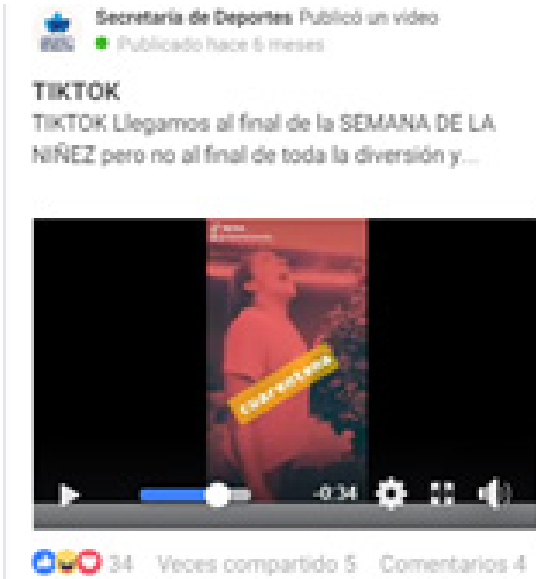 Secretaría de Deportes Publicó un video
Publicado hace 6 meses
TIKTOK
TIKTOK Llegamos al final de la SEMANA DE LA
NIÑEZ pero no al final de toda la diversión y...
cuarentena
-0:34
34 Veces compartido 5 Comentarios 4